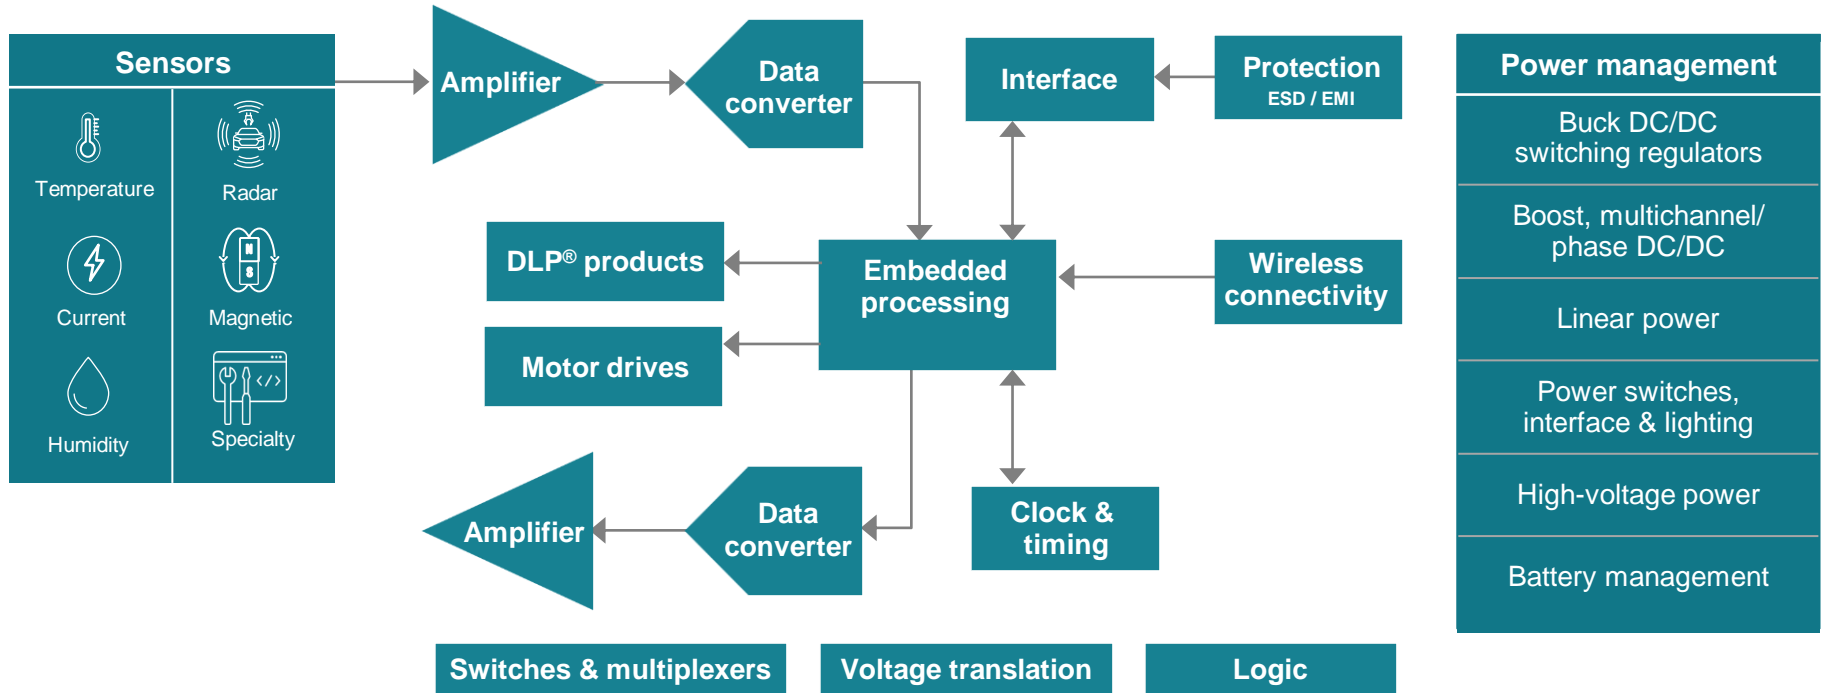 Sensors
Temperature
Radar
Current
N
S
Magnetic
Humidity
</>
Specialty
Amplifier
Data
converter
Interface
Protection
ESD / EMI
DLP® products
Embedded
processing
Wireless
connectivity
Motor drives
Amplifier
Data
converter
Clock &
timing
Switches & multiplexers
Voltage translation
Logic
Power management
Buck DC/DC
switching regulators
Boost, multichannel/
phase DC/DC
Linear power
Power switches,
interface & lighting
High-voltage power
Battery management